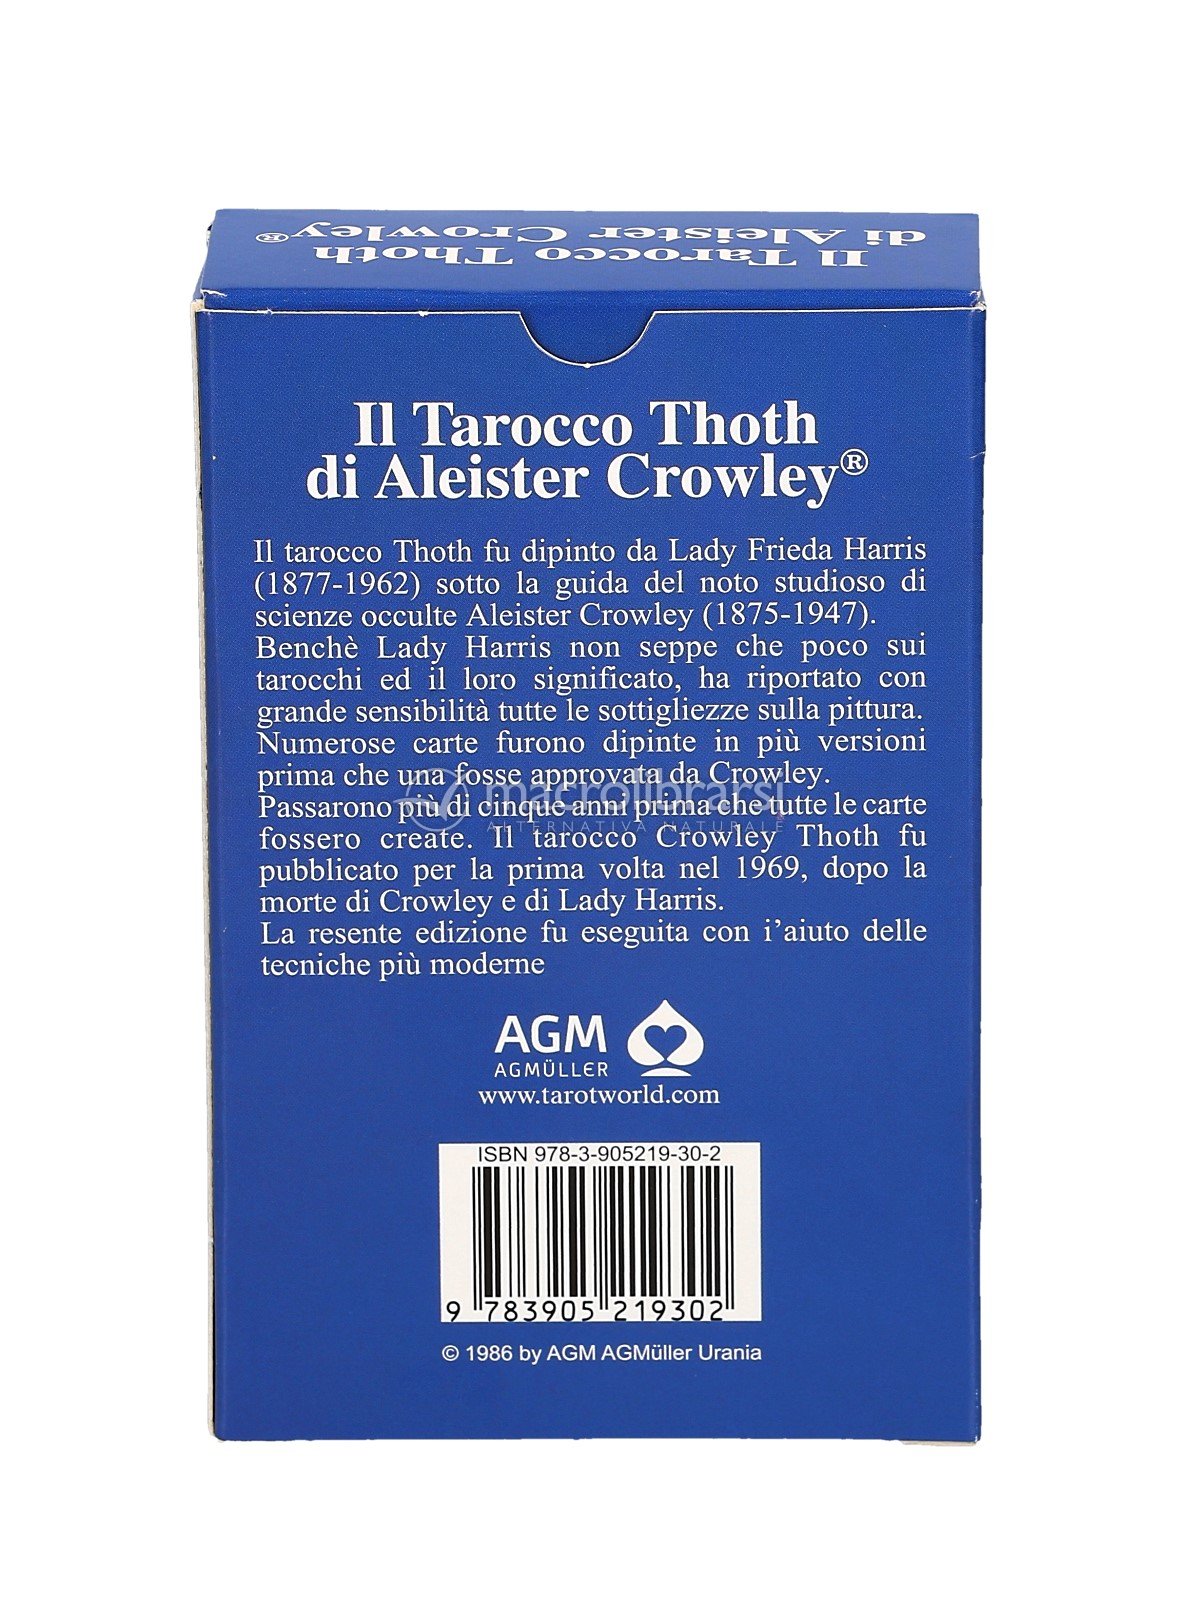 Il Tarocco Thoth
di Aleister Crowley®
Il Tarocco Thoth
di Aleister Crowley®
Il tarocco Thoth fu dipinto da Lady Frieda Harris
(1877-1962) sotto la guida del noto studioso di
scienze occulte Aleister Crowley (1875-1947).
Benchè Lady Harris non seppe che poco sui
tarocchi ed il loro significato, ha riportato con
grande sensibilità tutte le sottigliezze sulla pittura.
Numerose carte furono dipinte in più versioni
prima che una fosse approvata da Crowley.
macrolibrarsi
Passarono più di cinque anni prima che tutte le carte
ALTERNATIVA NATURALE
fossero create. Il tarocco Crowley Thoth fu
pubblicato per la prima volta nel 1969, dopo la
morte di Crowley e di Lady Harris.
La resente edizione fu eseguita con i’aiuto delle
tecniche più moderne
AGM
AGMÜLLER
www.tarotworld.com
ISBN 978-3-905219-30-2
9 783905 219302
© 1986 by AGM AGMüller Urania